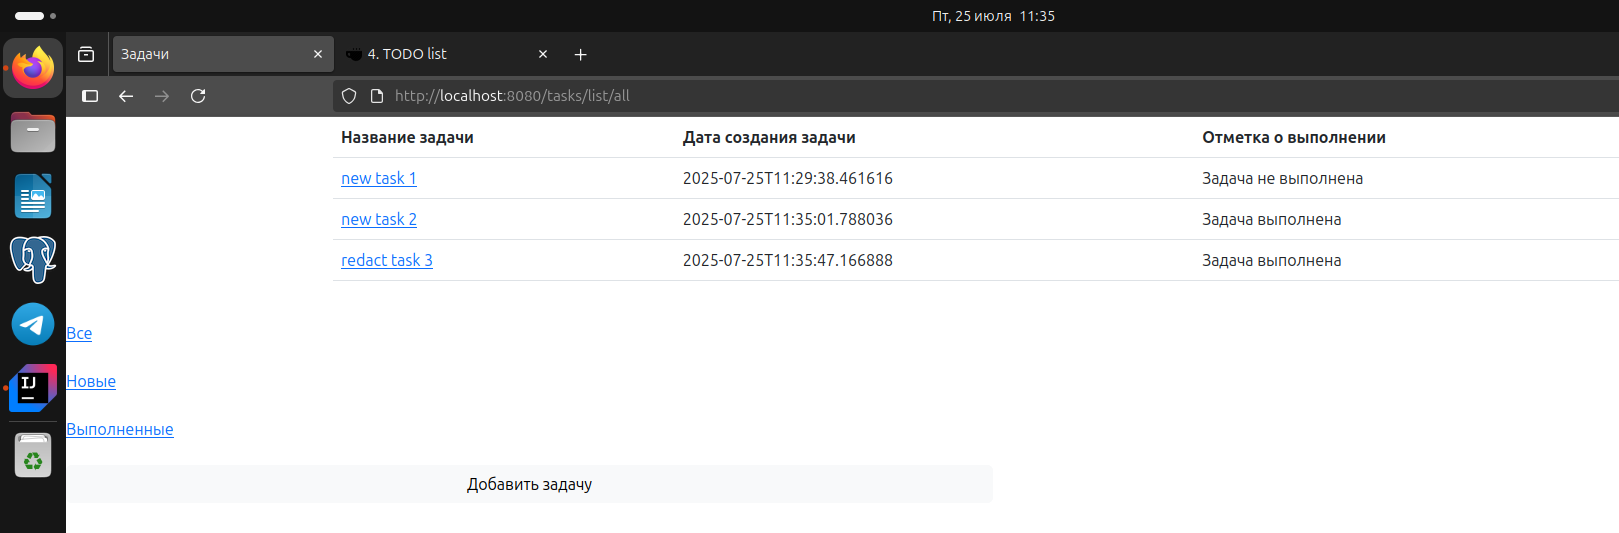 Пт, 25 июля 11:35
Задачи
4. TODO list
http://localhost:8080/tasks/list/all
Название задачи Дата создания задачи Отметка о выполнении
new task 1 2025-07-25T11:29:38.461616 Задача не выполнена
new task 2 2025-07-25T11:35:01.788036 Задача выполнена
redact task 3 2025-07-25T11:35:47.166888 Задача выполнена
Все
Новые
Выполненные
Добавить задачу
IJ